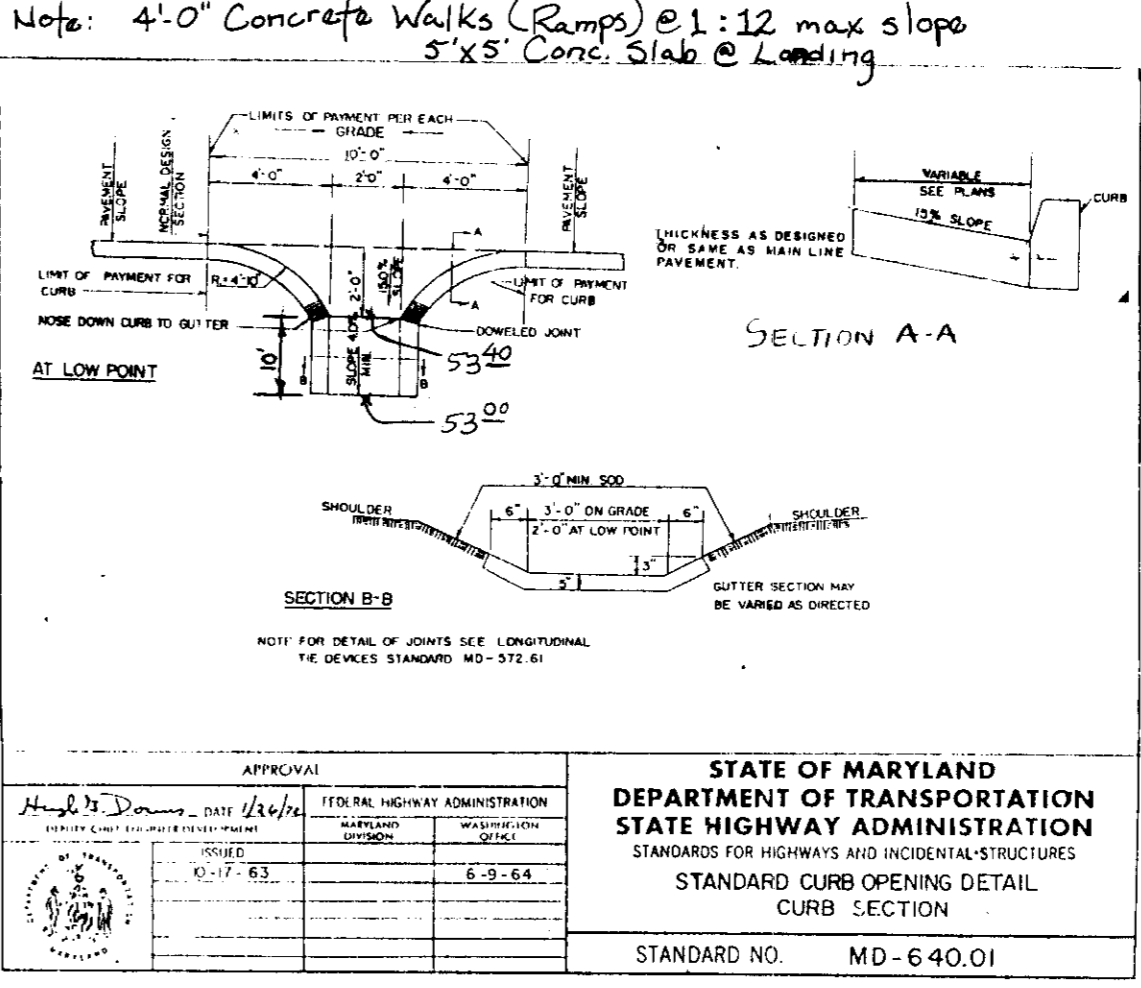 Note: 4'-0" Concrete Walks (Ramps) @ 1:12 max slope
5'x5' Conc. Slab @ Landing
LIMITS OF PAYMENT PER EACH
GRADE
10'-0"
4'-0" 2'-0" 4'-0"
PAVEMENT
SLOPE
NORMAL DESIGN
SECTION
PAVEMENT
SLOPE
A
A
LIMIT OF PAYMENT FOR
CURB
R=4'-10"
2'-0"
15.0%
SLOPE
LIMIT OF PAYMENT
FOR CURB
NOSE DOWN CURB TO GUTTER
DOWELED JOINT
10'
SLOPE 4.0%
MIN.
B
B
53 40
53 00
AT LOW POINT
VARIABLE
SEE PLANS
15% SLOPE
CURB
THICKNESS AS DESIGNED
OR SAME AS MAIN LINE
PAVEMENT.
SECTION A-A
3'-0" MIN. SOD
SHOULDER
6" 3'-0" ON GRADE 6"
2'-0" AT LOW POINT
SHOULDER
3"
5"
SECTION B-B
GUTTER SECTION MAY
BE VARIED AS DIRECTED
NOTE FOR DETAIL OF JOINTS SEE LONGITUDINAL
TIE DEVICES STANDARD MD-572.61
APPROVAL
DATE
FEDERAL HIGHWAY ADMINISTRATION
MARYLAND
DIVISION
WASHINGTON
OFFICE
ISSUED
10-17-63
6-9-64
DEPARTMENT OF TRANSPORTATION
MARYLAND
STATE OF MARYLAND
DEPARTMENT OF TRANSPORTATION
STATE HIGHWAY ADMINISTRATION
STANDARDS FOR HIGHWAYS AND INCIDENTAL STRUCTURES
STANDARD CURB OPENING DETAIL
CURB SECTION
STANDARD NO. MD-640.01